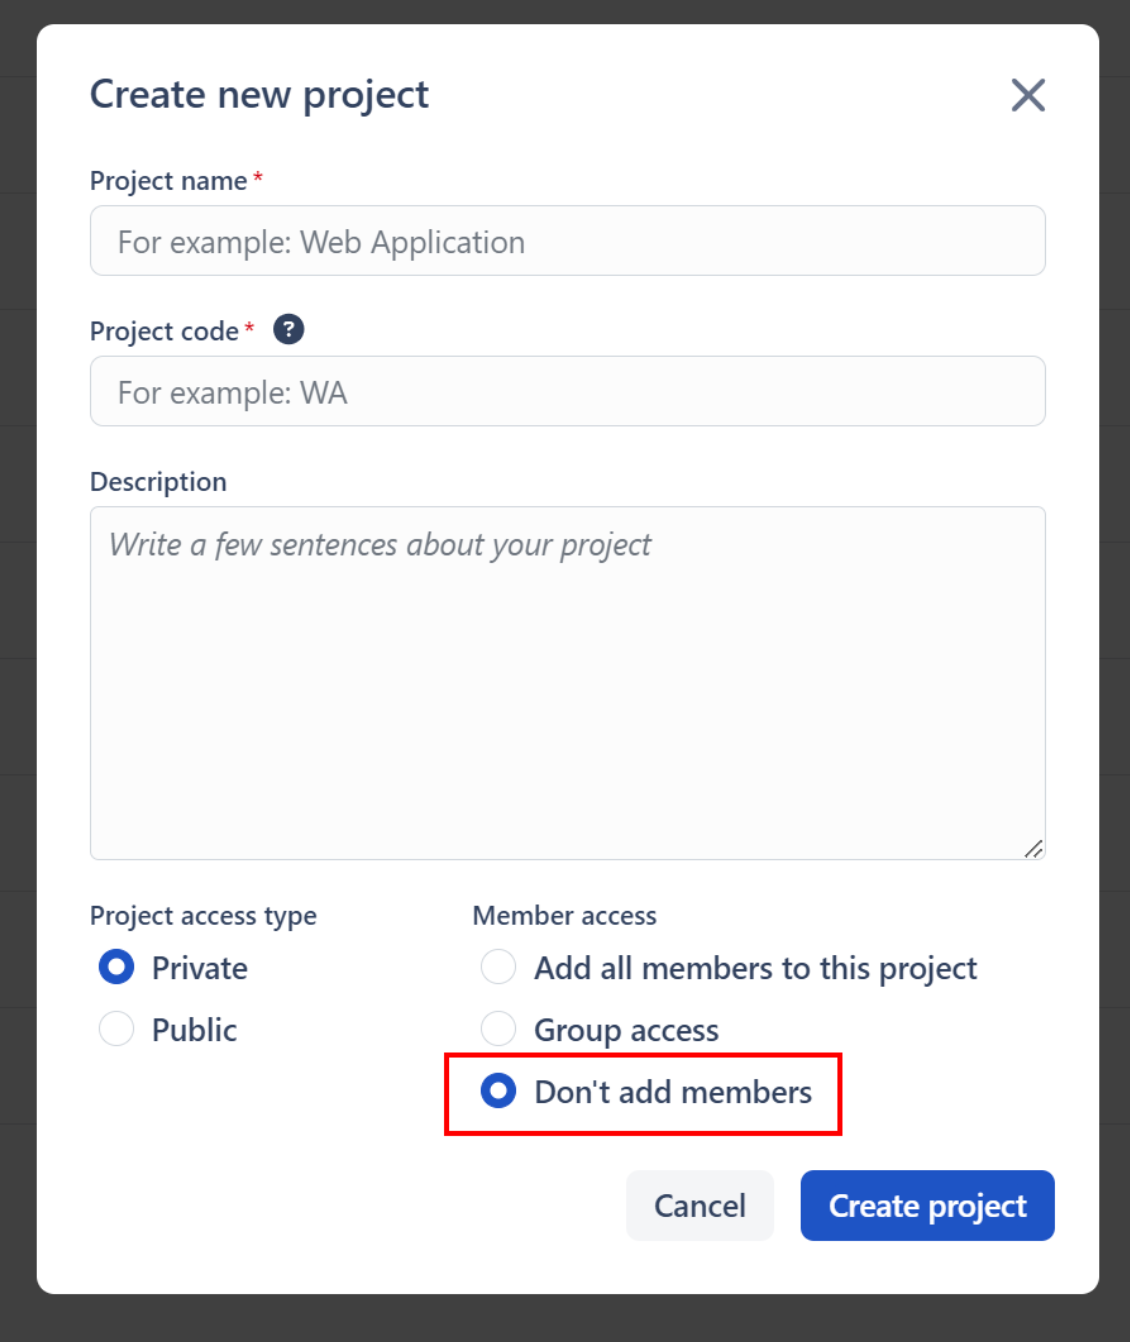 Create new project
Project name *
For example: Web Application
Project code * ?
For example: WA
Description
Write a few sentences about your project
Project access type
Private
Public
Member access
Add all members to this project
Group access
Don't add members
Cancel
Create project